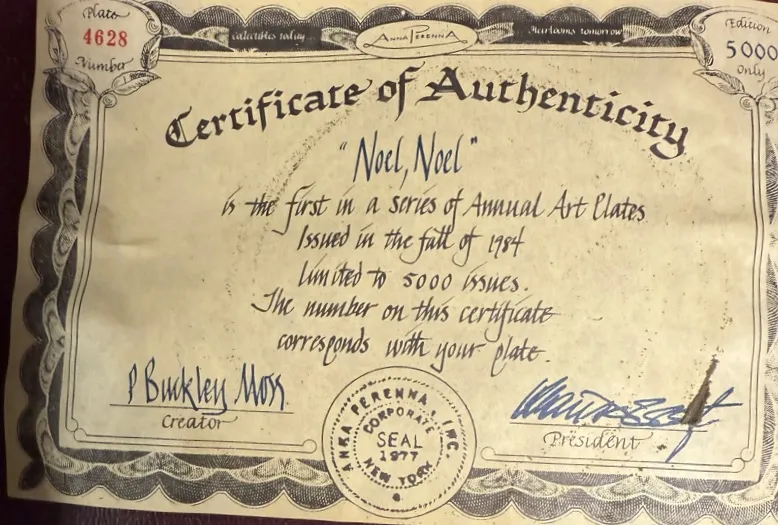 Plate
4628
Number
Collectibles today...
Anna Perenna
Heirlooms tomorrow
Edition
5000
Only
Certificate of Authenticity
"Noel, Noel"
is the first in a series of Annual Art Plates
Issued in the fall of 1984
Limited to 5000 issues.
The number on this certificate
corresponds with your plate.
P Buckley Moss
Creator
President
ANNA PERENNA, INC.
CORPORATE
SEAL
1977
NEW YORK